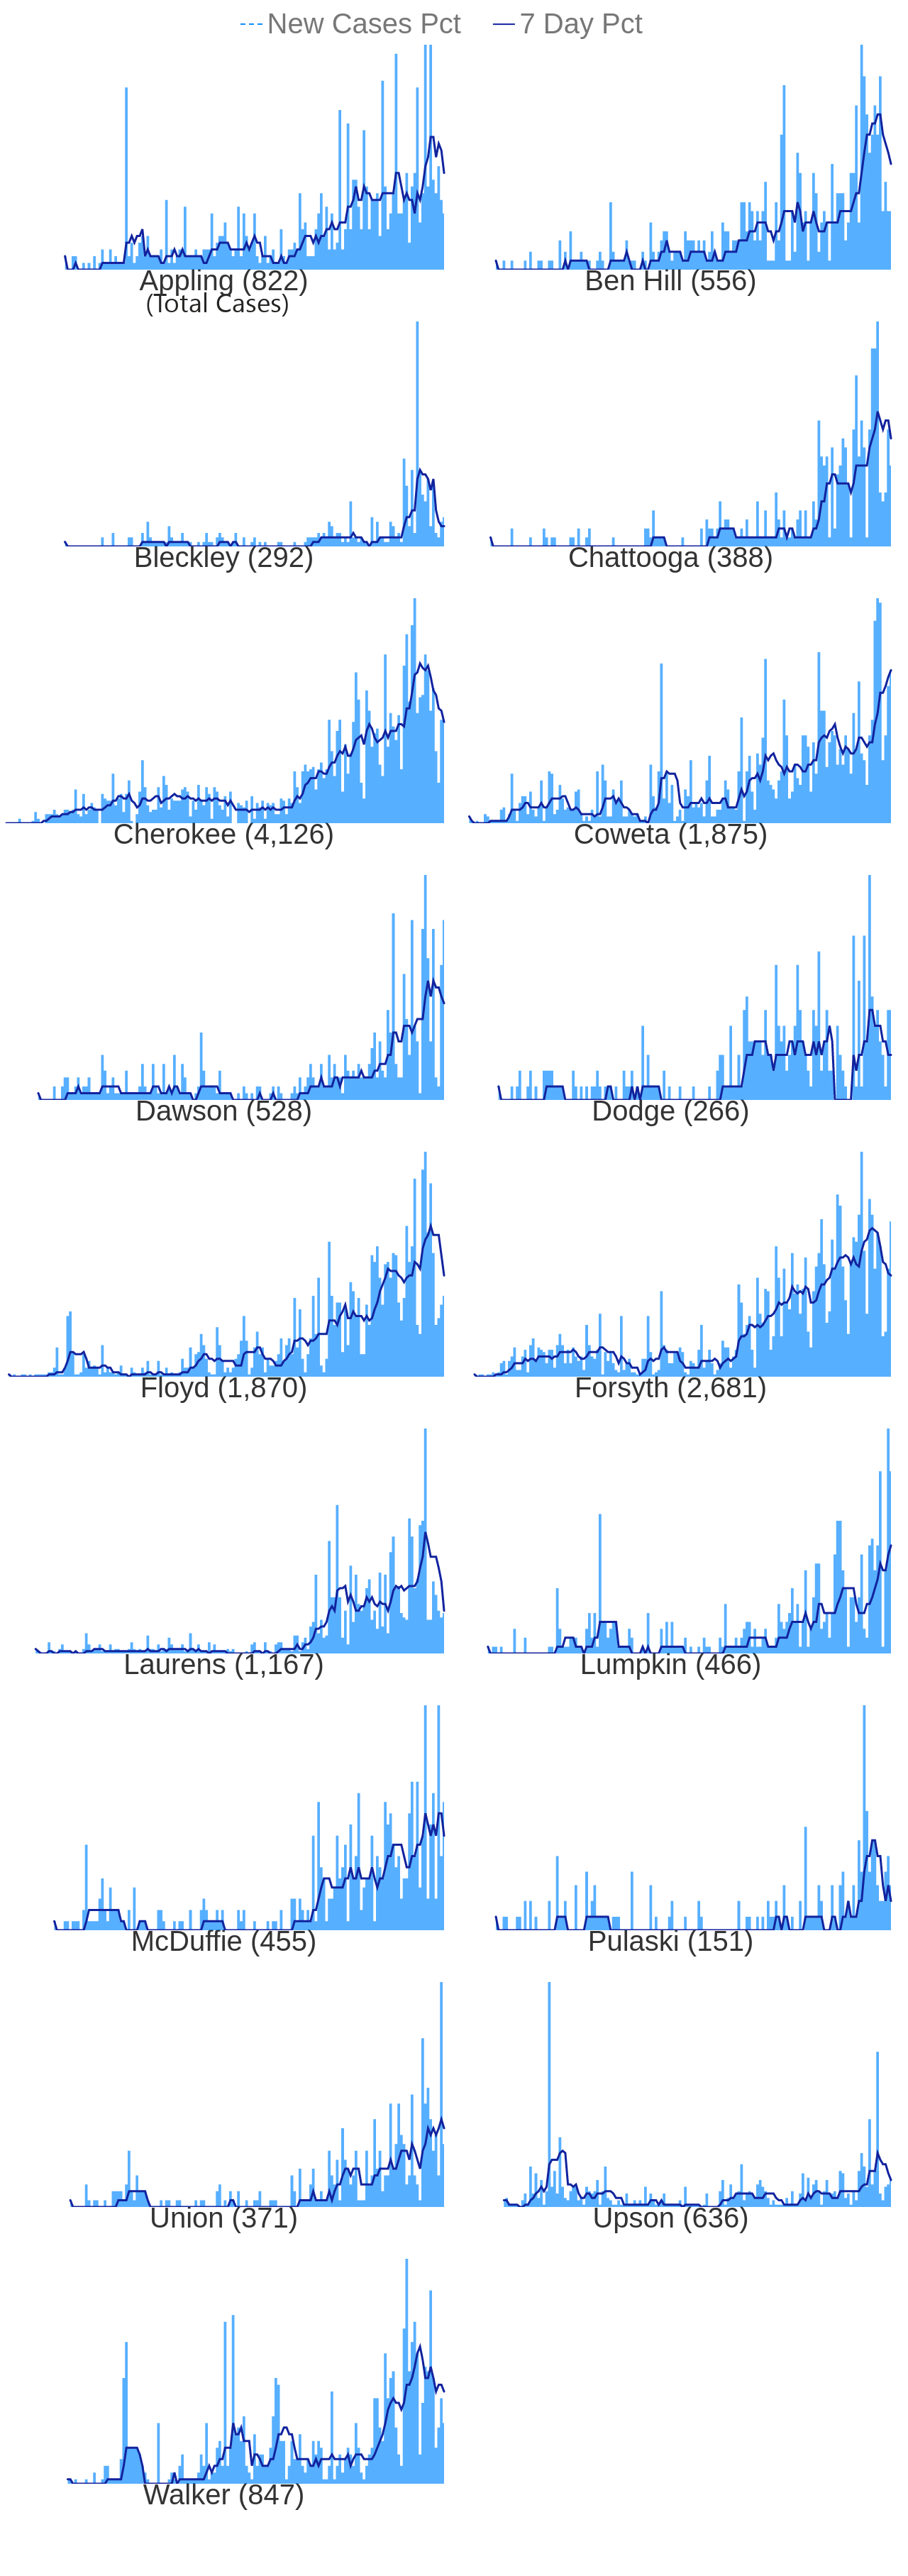 New Cases Pct 7 Day Pct
Appling (822) Ben Hill (556)
(Total Cases)
Bleckley (292) Chattooga (388)
Cherokee (4,126) Coweta (1,875)
Dawson (528) Dodge (266)
Floyd (1,870) Forsyth (2,681)
Laurens (1,167) Lumpkin (466)
McDuffie (455) Pulaski (151)
Union (371) Upson (636)
Walker (847)